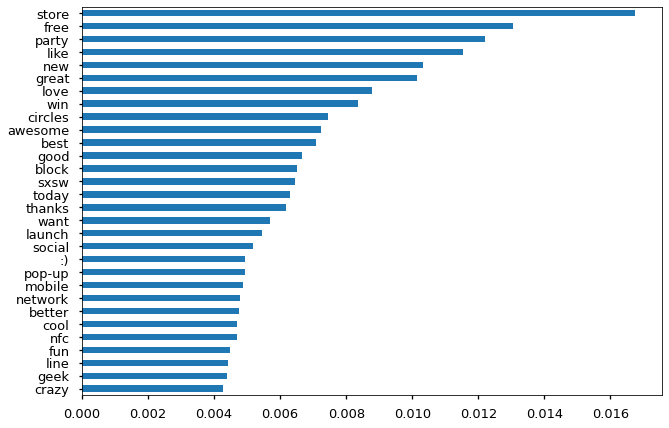 store
free
party
like
new
great
love
win
circles
awesome
best
good
block
sxsw
today
thanks
want
launch
social
:)
pop-up
mobile
network
better
cool
nfc
fun
line
geek
crazy
0.000 0.002 0.004 0.006 0.008 0.010 0.012 0.014 0.016